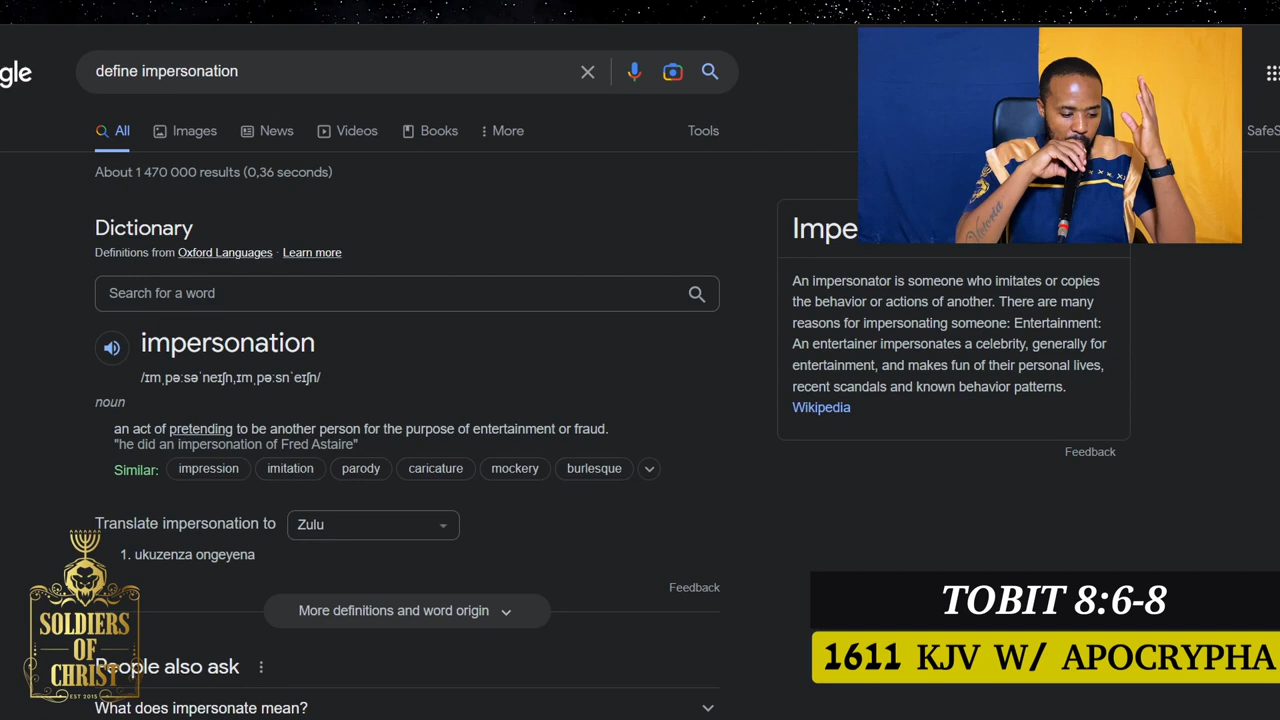 gle
define impersonation
All
Images
News
Videos
Books
More
Tools
SafeS
About 1 470 000 results (0,36 seconds)
Dictionary
Definitions from Oxford Languages · Learn more
Search for a word
impersonation
/ɪmˌpəːsəˈneɪʃn,ɪmˌpəːsnˈeɪʃn/
noun
an act of pretending to be another person for the purpose of entertainment or fraud.
"he did an impersonation of Fred Astaire"
Similar:
impression
imitation
parody
caricature
mockery
burlesque
Translate impersonation to
Zulu
1. ukuzenza ongeyena
Feedback
More definitions and word origin
People also ask
What does impersonate mean?
Impe
An impersonator is someone who imitates or copies
the behavior or actions of another. There are many
reasons for impersonating someone: Entertainment:
An entertainer impersonates a celebrity, generally for
entertainment, and makes fun of their personal lives,
recent scandals and known behavior patterns.
Wikipedia
Feedback
Victoria
SOLDIERS
OF
CHRIST
EST 2015
TOBIT 8:6-8
1611 KJV W/ APOCRYPHA